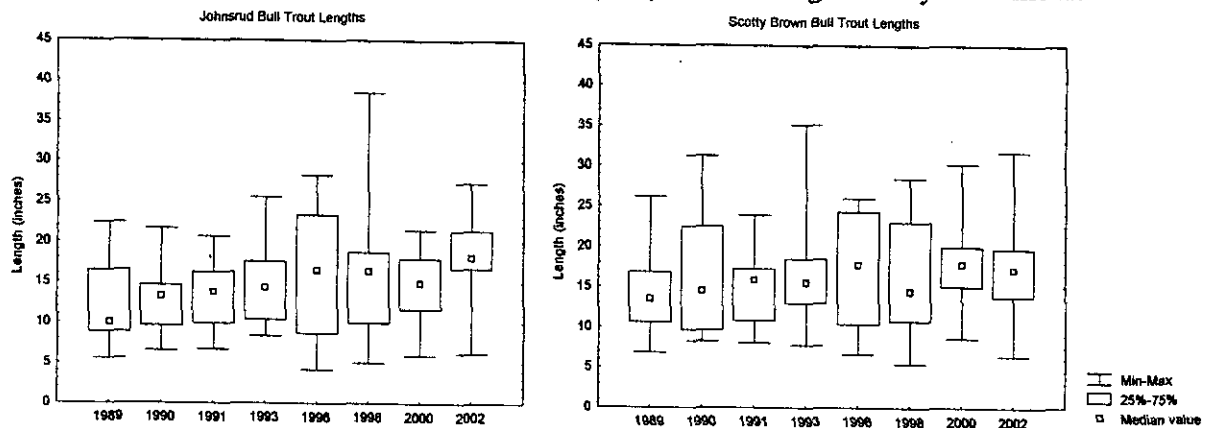 Johnsrud Bull Trout Lengths
45
40
35
30
25
20
15
10
5
0
Length (inches)
1989 1990 1991 1993 1996 1998 2000 2002
Scotty Brown Bull Trout Lengths
45
40
35
30
25
20
15
10
5
0
Length (inches)
1989 1990 1991 1993 1996 1998 2000 2002
Min-Max
25%-75%
Median value